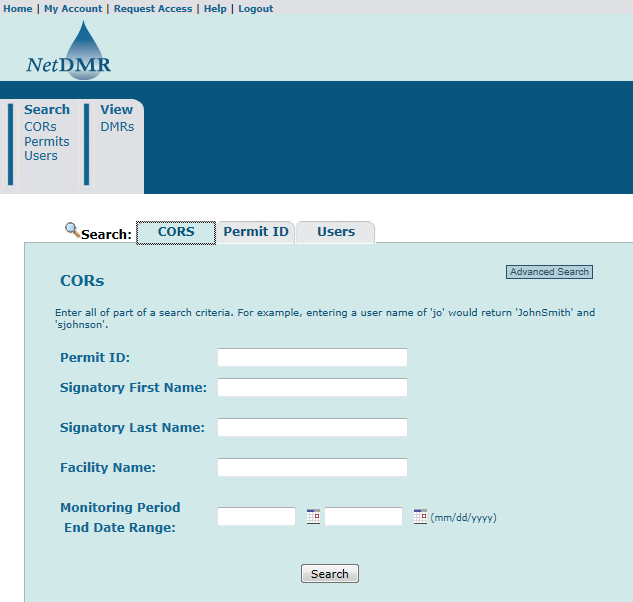 Home | My Account | Request Access | Help | Logout
NetDMR
Search View
CORs DMRs
Permits
Users
Search: CORS Permit ID Users
CORs Advanced Search
Enter all of part of a search criteria. For example, entering a user name of 'jo' would return 'JohnSmith' and
'sjohnson'.
Permit ID:
Signatory First Name:
Signatory Last Name:
Facility Name:
Monitoring Period
End Date Range: (mm/dd/yyyy)
Search